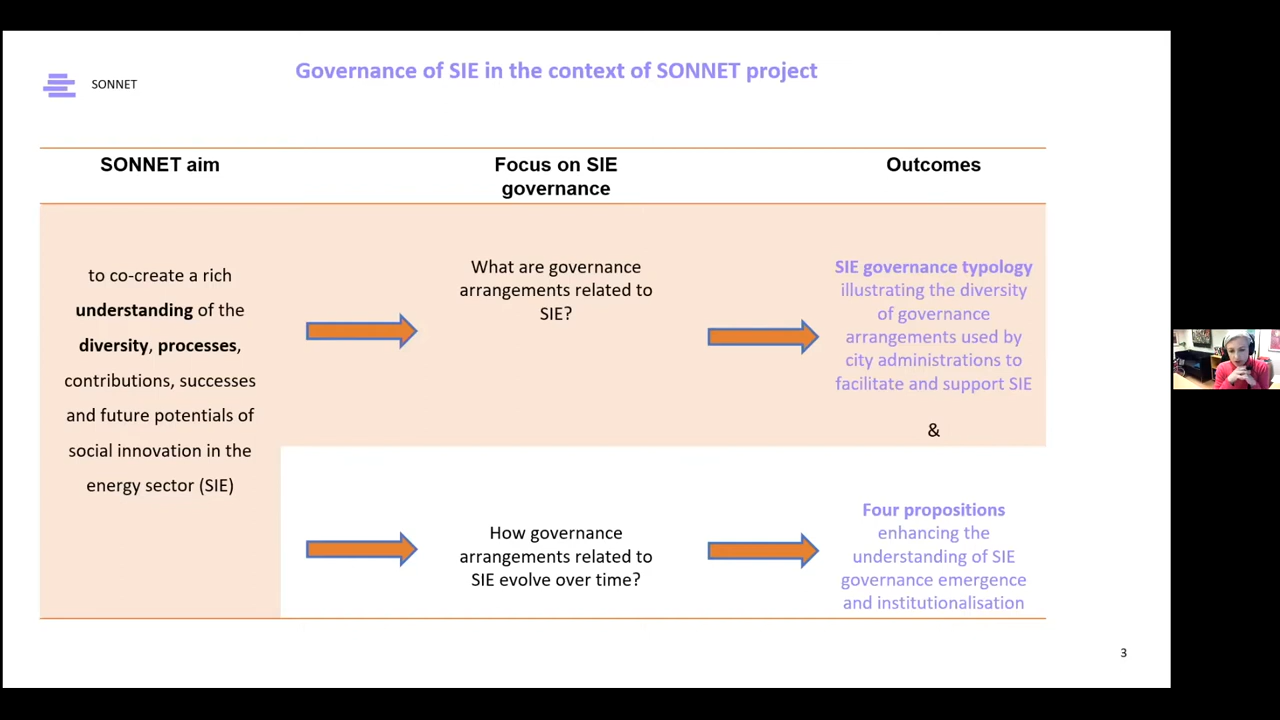 Governance of SIE in the context of SONNET project
SONNET
SONNET aim
Focus on SIE
governance
Outcomes
to co-create a rich
understanding of the
diversity, processes,
contributions, successes
and future potentials of
social innovation in the
energy sector (SIE)
What are governance
arrangements related to
SIE?
SIE governance typology
illustrating the diversity
of governance
arrangements used by
city administrations to
facilitate and support SIE
&
How governance
arrangements related to
SIE evolve over time?
Four propositions
enhancing the
understanding of SIE
governance emergence
and institutionalisation
3